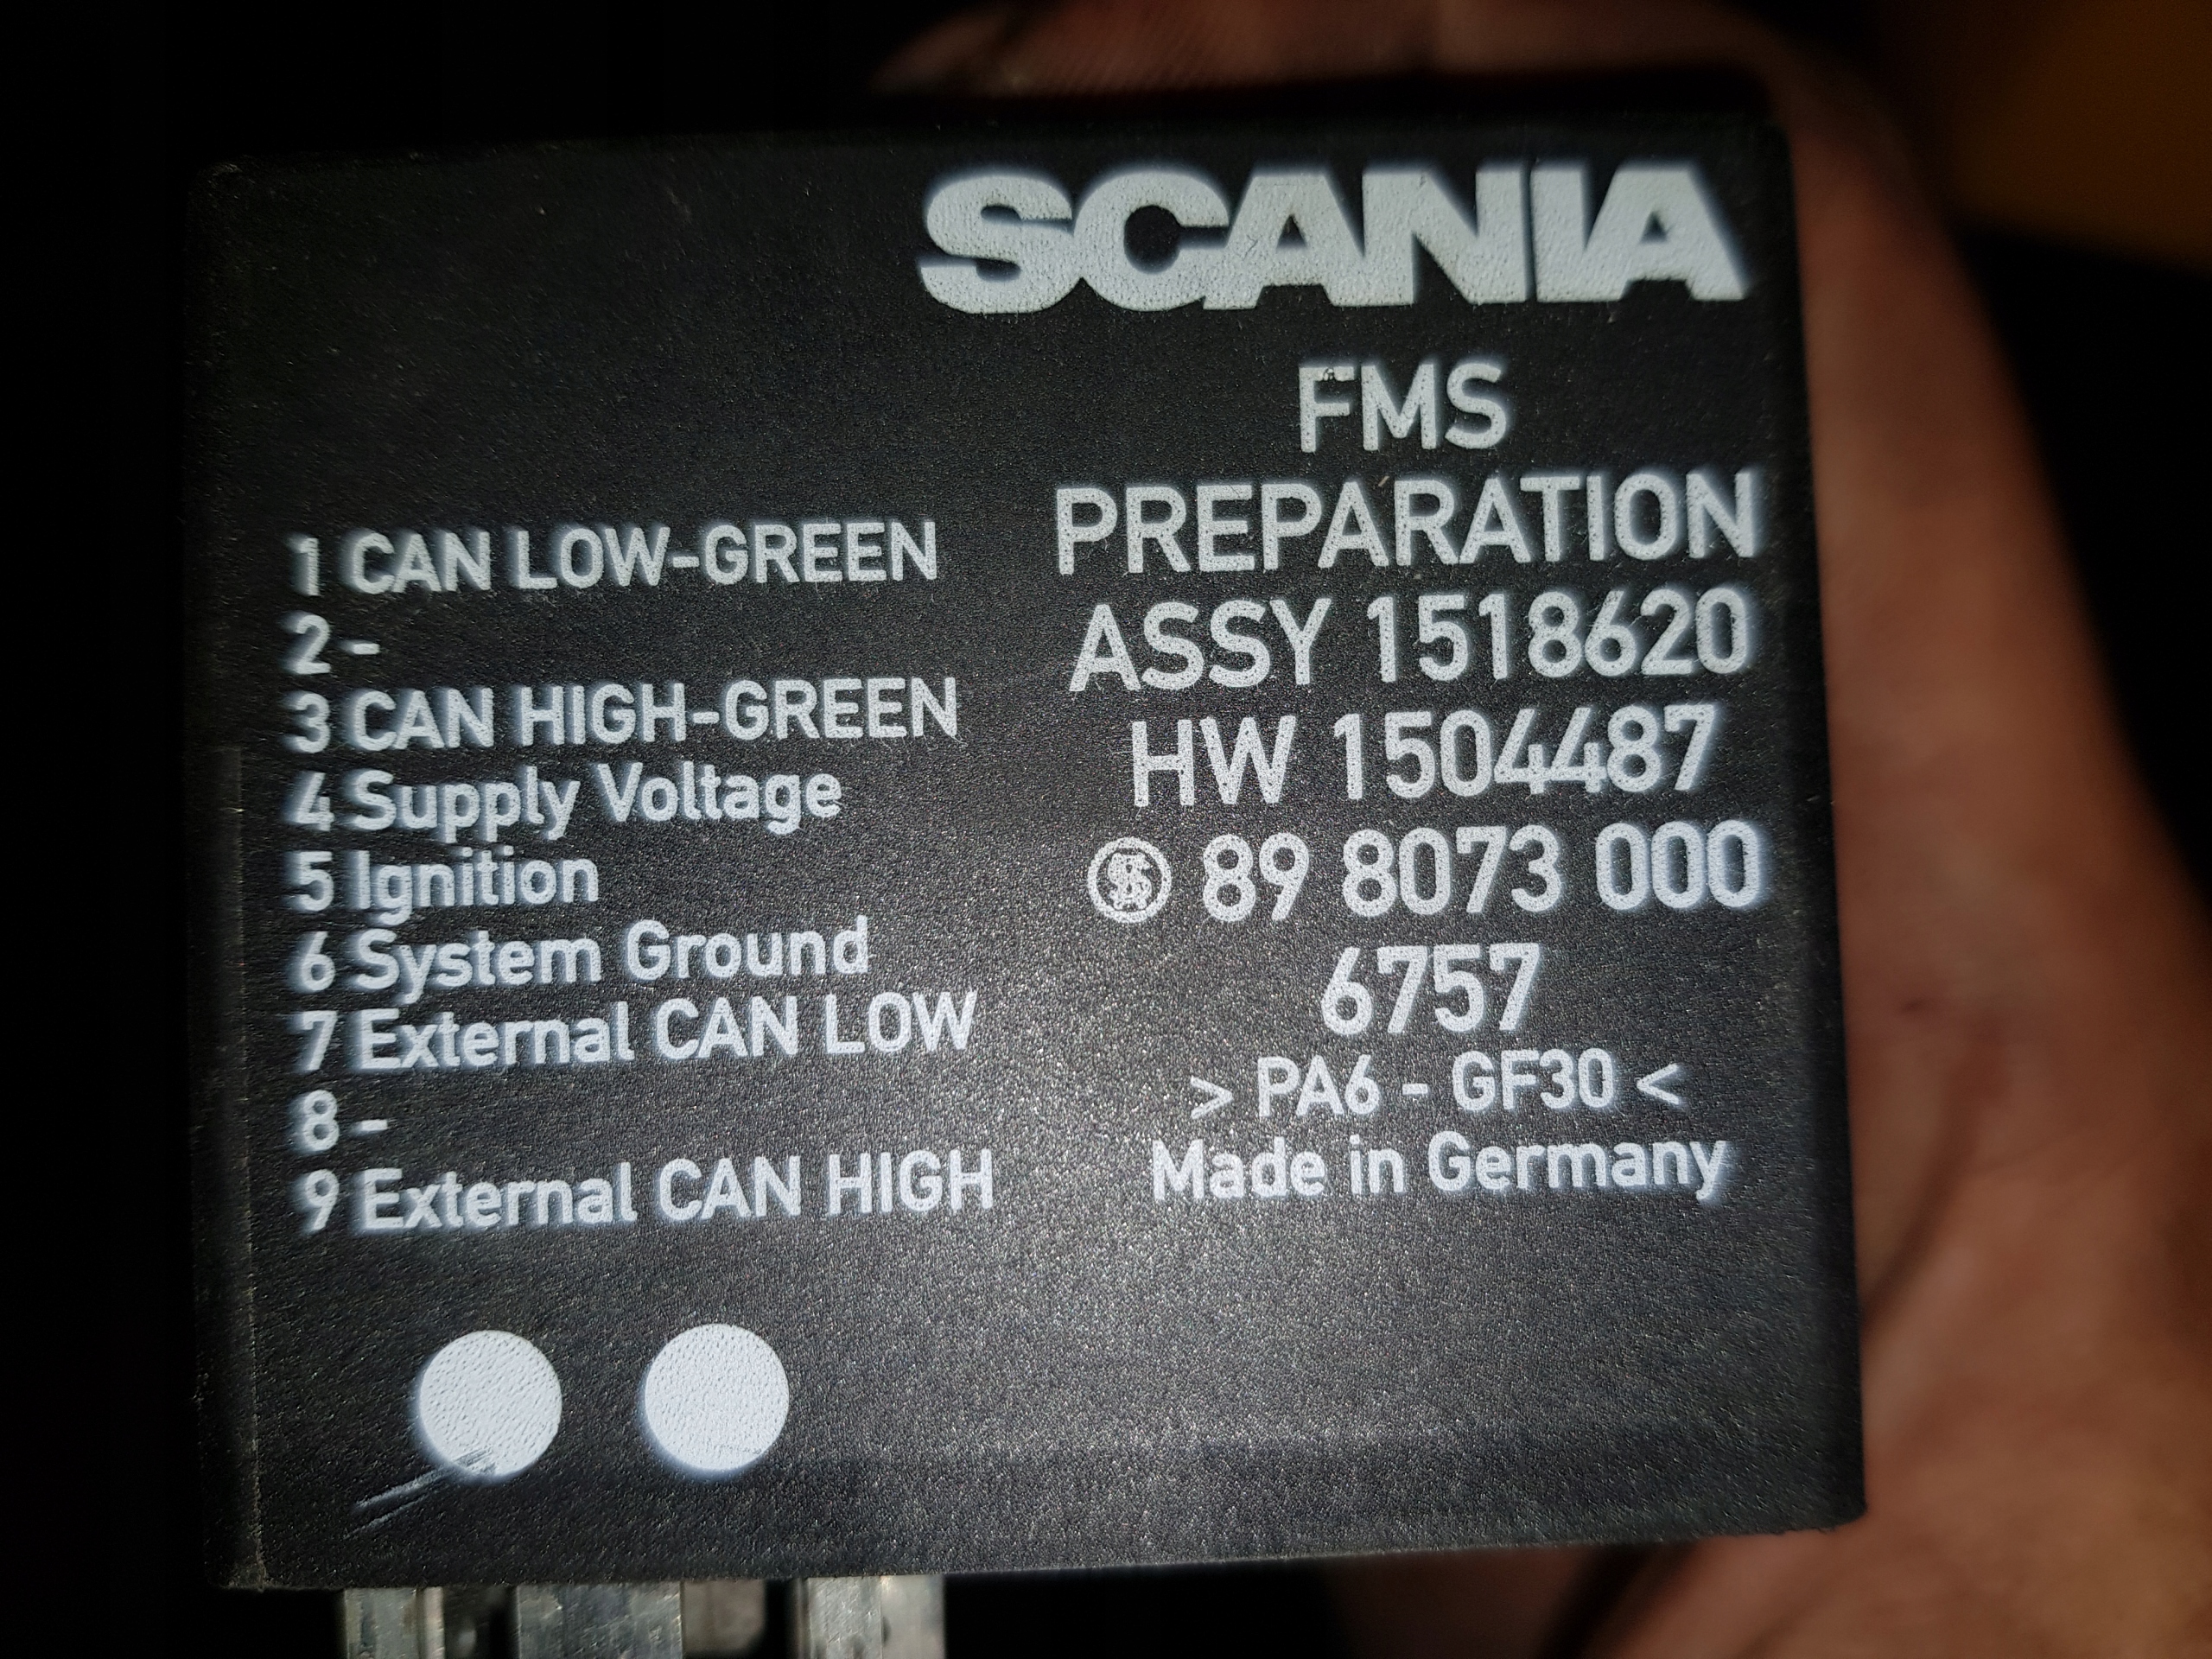 SCANIA
FMS
PREPARATION
ASSY 1518620
HW 1504487
89 8073 000
6757
> PA6 - GF30 <
Made in Germany
1 CAN LOW-GREEN
2 -
3 CAN HIGH-GREEN
4 Supply Voltage
5 Ignition
6 System Ground
7 External CAN LOW
8 -
9 External CAN HIGH